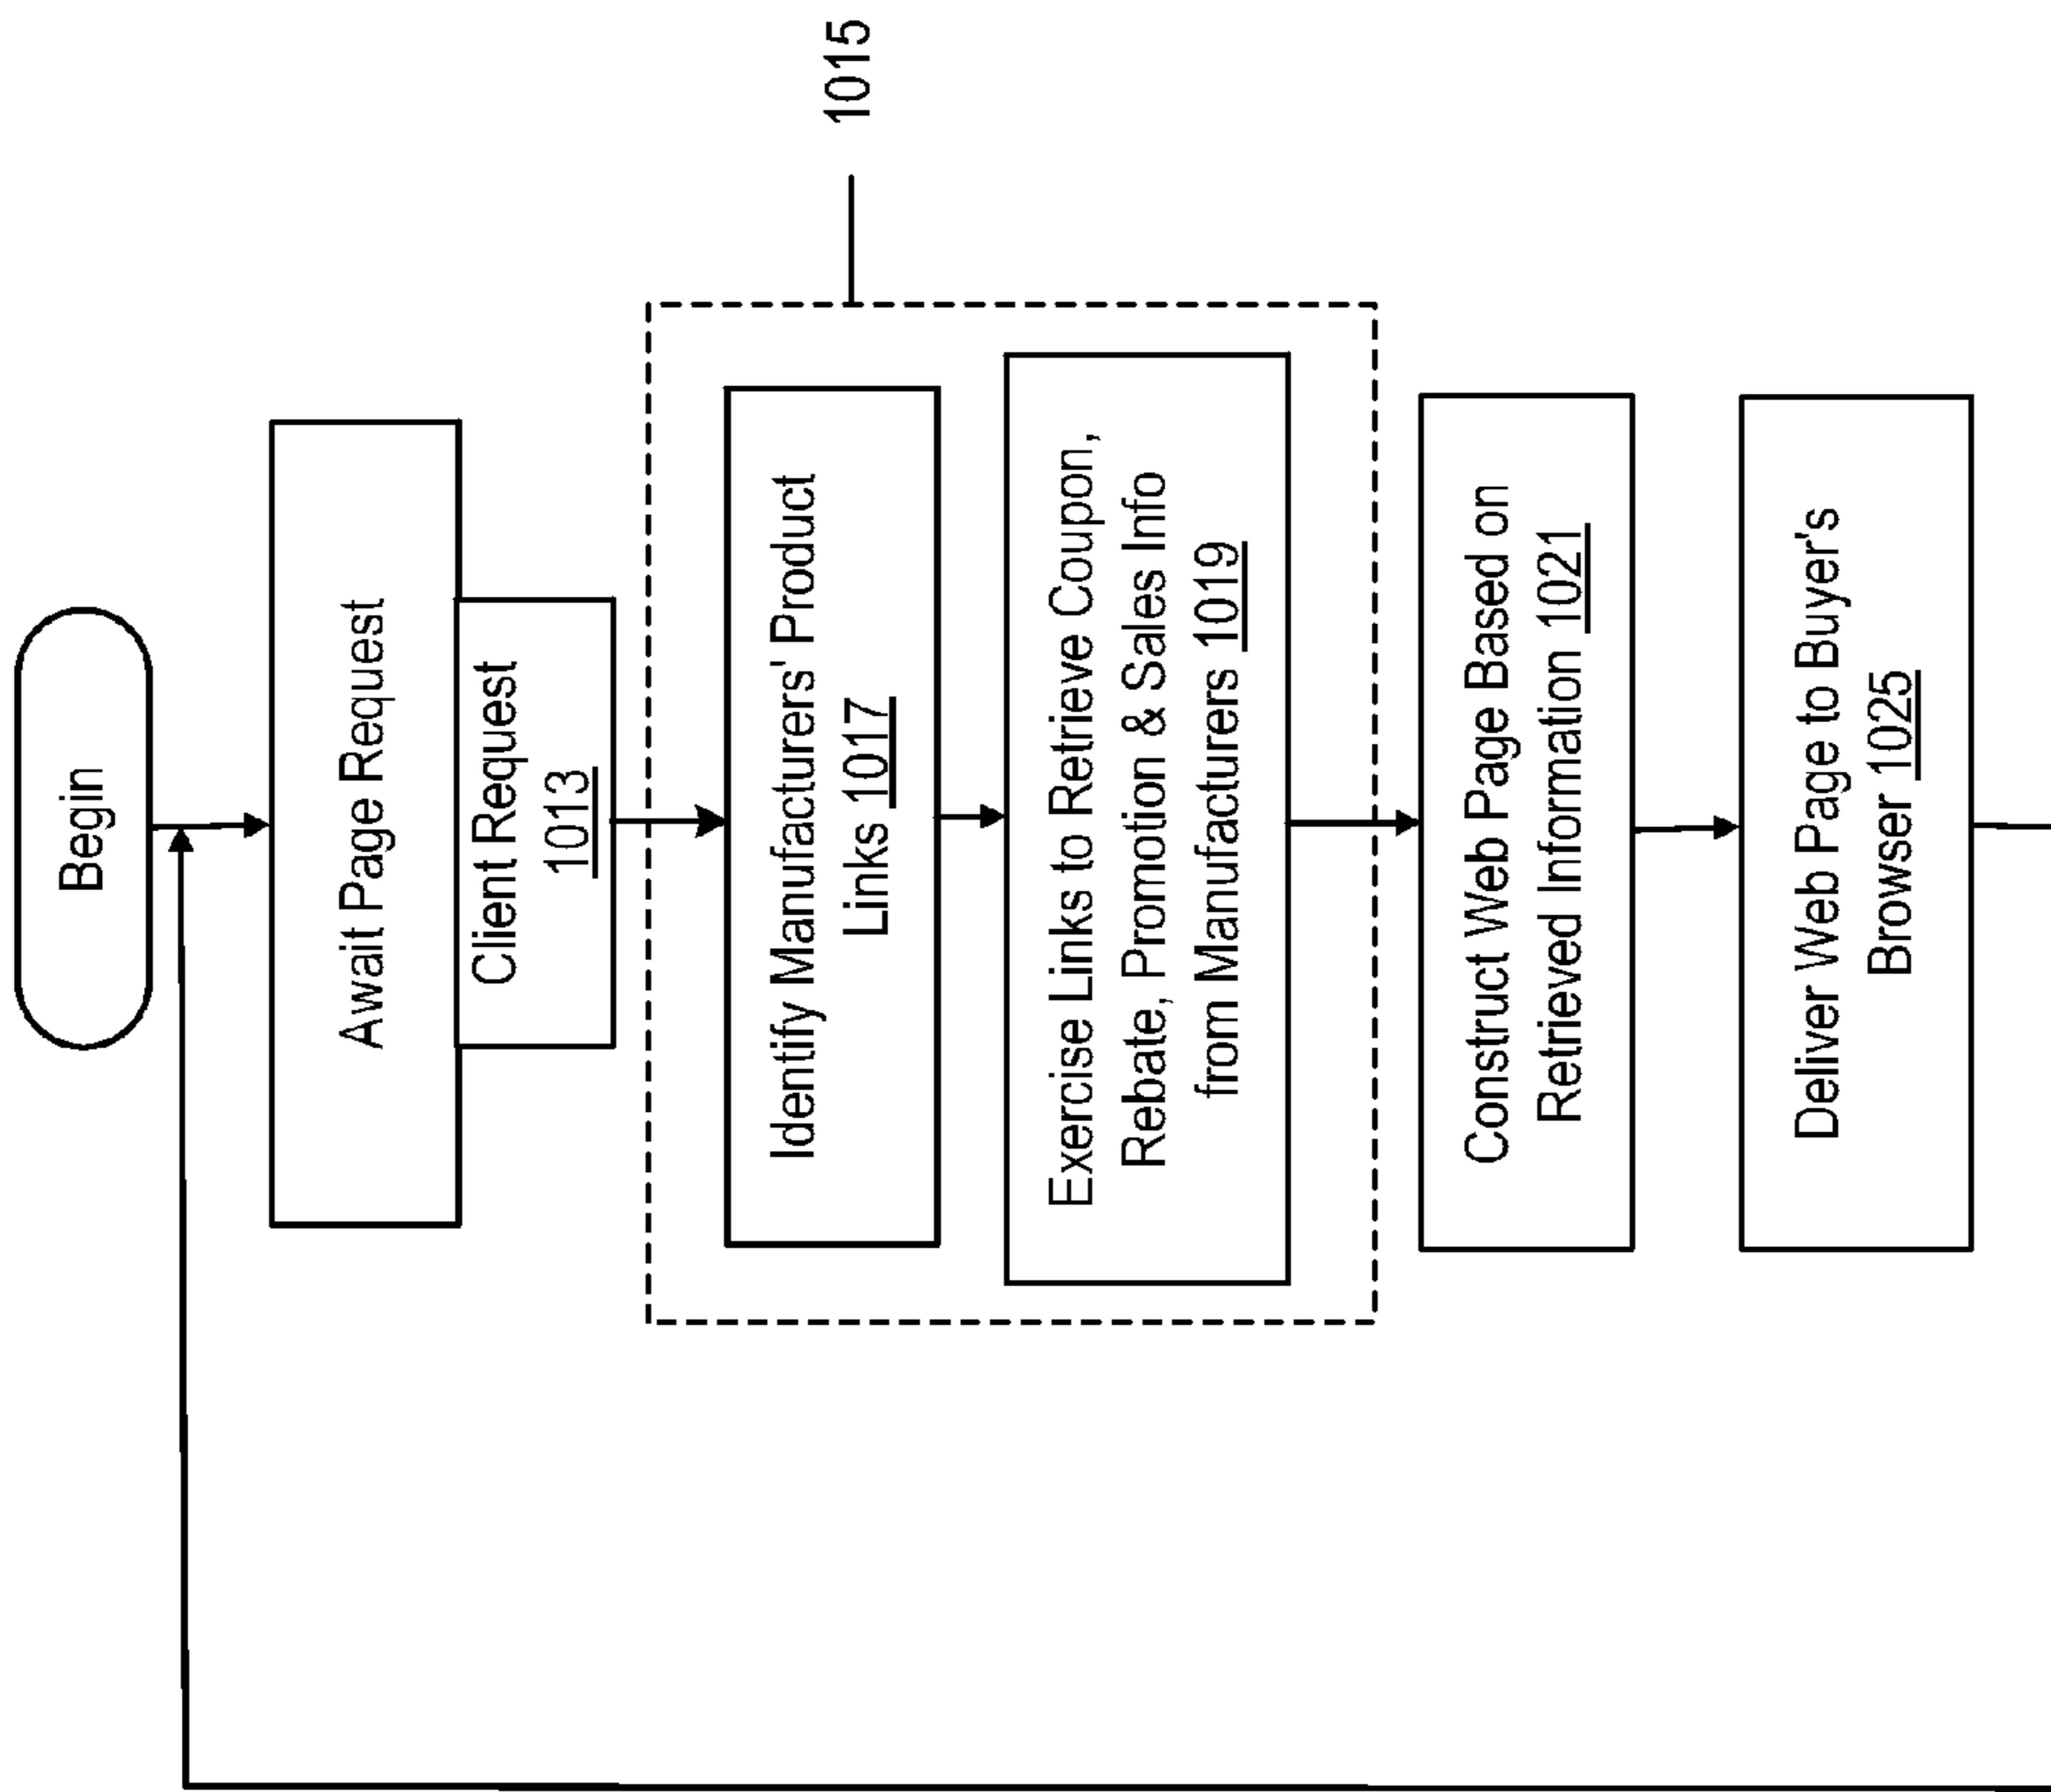 Begin
Await Page Request
Client Request
1013
1015
Identify Manufacturers' Product
Links 1017
Exercise Links to Retrieve Coupon,
Rebate, Promotion & Sales Info
from Manufacturers 1019
Construct Web Page Based on
Retrieved Information 1021
Deliver Web Page to Buyer's
Browser 1025